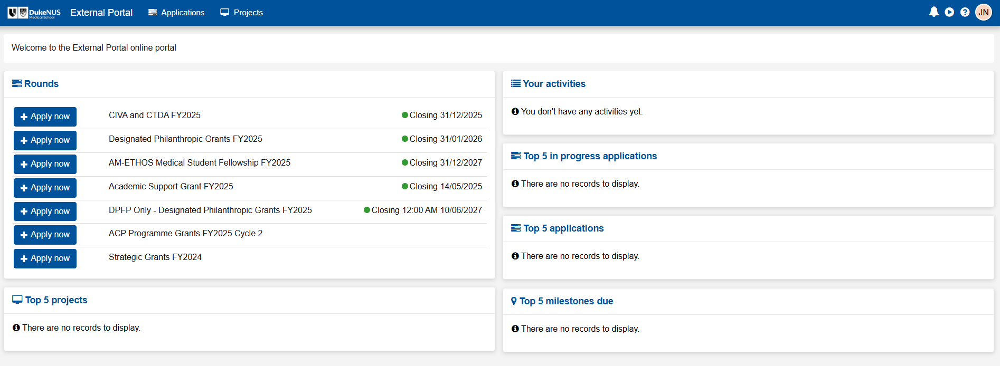 DukeNUS
Medical School
External Portal
Applications
Projects
JN
Welcome to the External Portal online portal
Rounds
Apply now CIVA and CTDA FY2025 Closing 31/12/2025
Apply now Designated Philanthropic Grants FY2025 Closing 31/01/2026
Apply now AM-ETHOS Medical Student Fellowship FY2025 Closing 31/12/2027
Apply now Academic Support Grant FY2025 Closing 14/05/2025
Apply now DPFP Only - Designated Philanthropic Grants FY2025 Closing 12:00 AM 10/06/2027
Apply now ACP Programme Grants FY2025 Cycle 2
Apply now Strategic Grants FY2024
Top 5 projects
There are no records to display.
Your activities
You don't have any activities yet.
Top 5 in progress applications
There are no records to display.
Top 5 applications
There are no records to display.
Top 5 milestones due
There are no records to display.